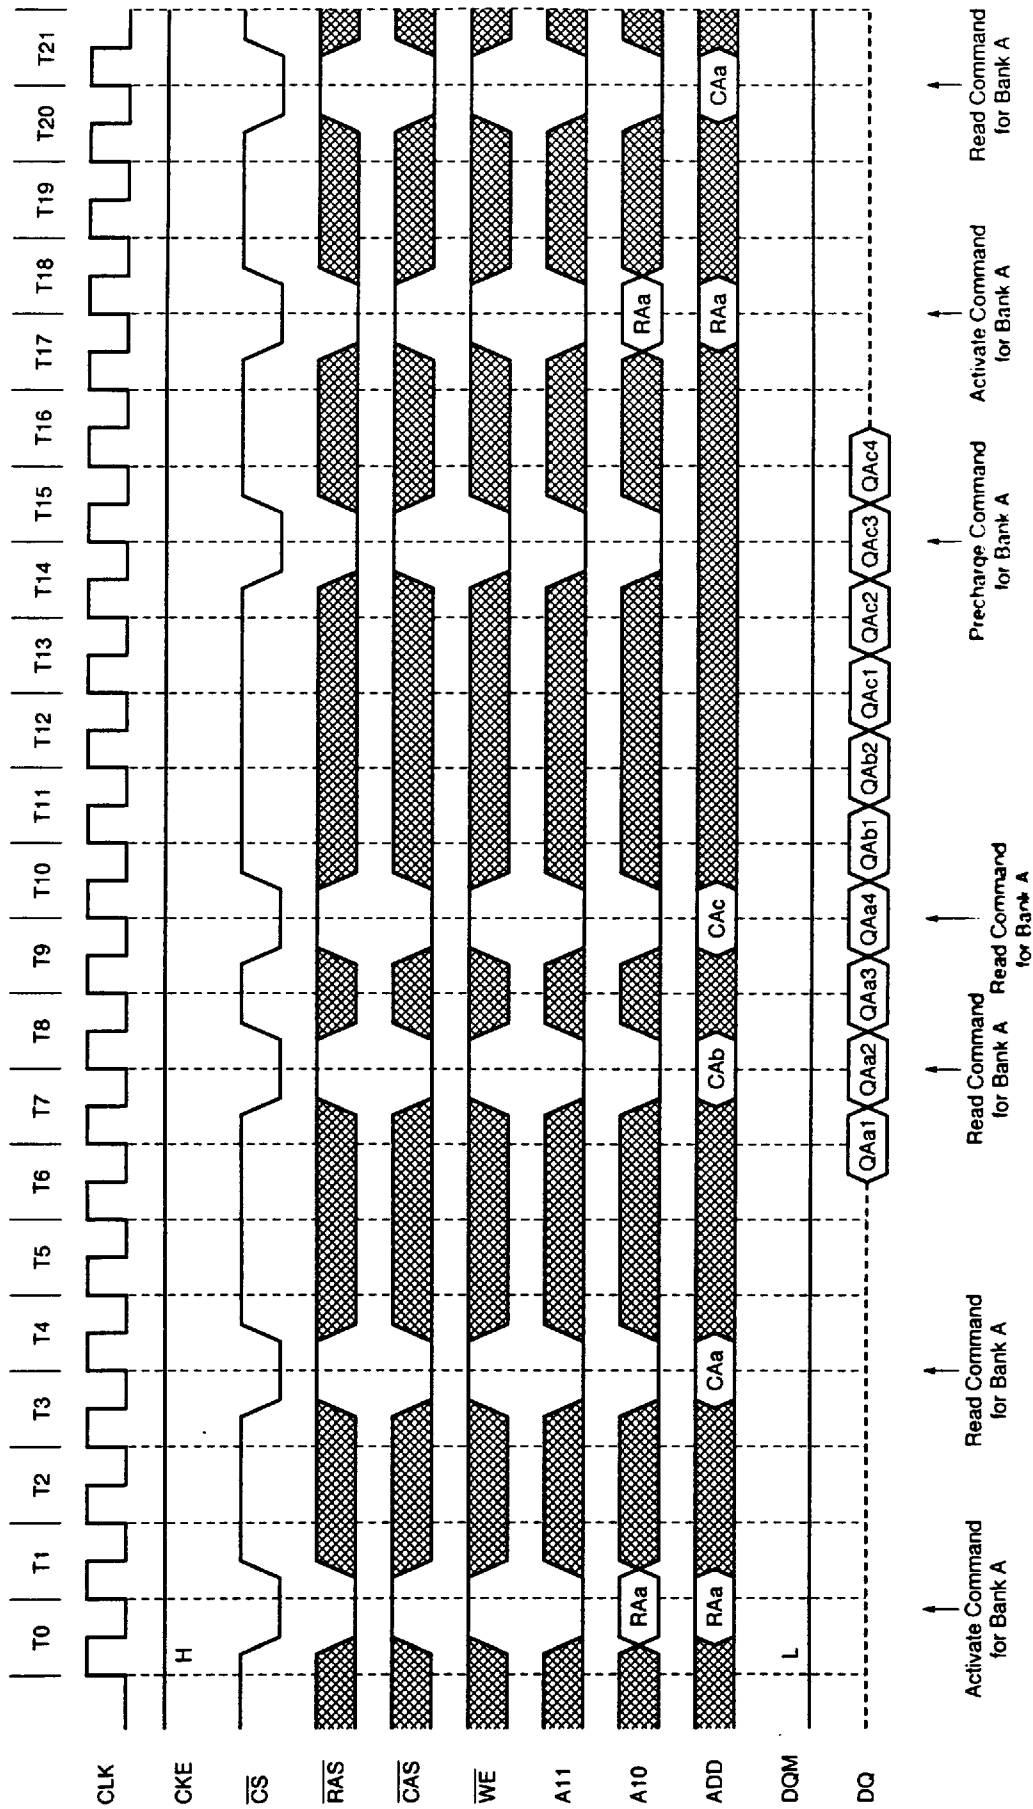 T0 T1 T2 T3 T4 T5 T6 T7 T8 T9 T10 T11 T12 T13 T14 T15 T16 T17 T18 T19 T20 T21
CLK
CKE
H
CS
RAS
CAS
WE
A11
A10
RAa RAa
ADD
RAa CAa CAb CAc RAa CAa
DQM
L
DQ
QAa1 QAa2 QAa3 QAa4 QAb1 QAb2 QAc1 QAc2 QAc3 QAc4
Activate Command
for Bank A
Read Command
for Bank A
Read Command
for Bank A
Read Command
for Bank A
Precharge Command
for Bank A
Activate Command
for Bank A
Read Command
for Bank A